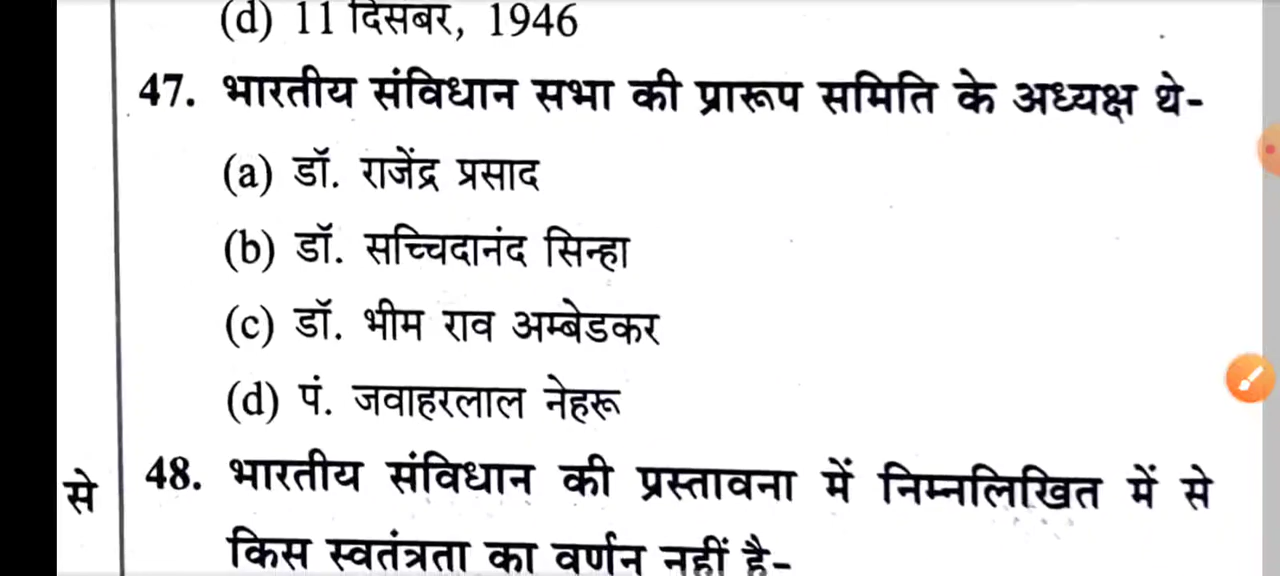 (d) 11 दिसंबर, 1946
47. भारतीय संविधान सभा की प्रारूप समिति के अध्यक्ष थे-
(a) डॉ. राजेंद्र प्रसाद
(b) डॉ. सच्चिदानंद सिन्हा
(c) डॉ. भीम राव अम्बेडकर
(d) पं. जवाहरलाल नेहरू
से
48. भारतीय संविधान की प्रस्तावना में निम्नलिखित में से
किस स्वतंत्रता का वर्णन नहीं है-